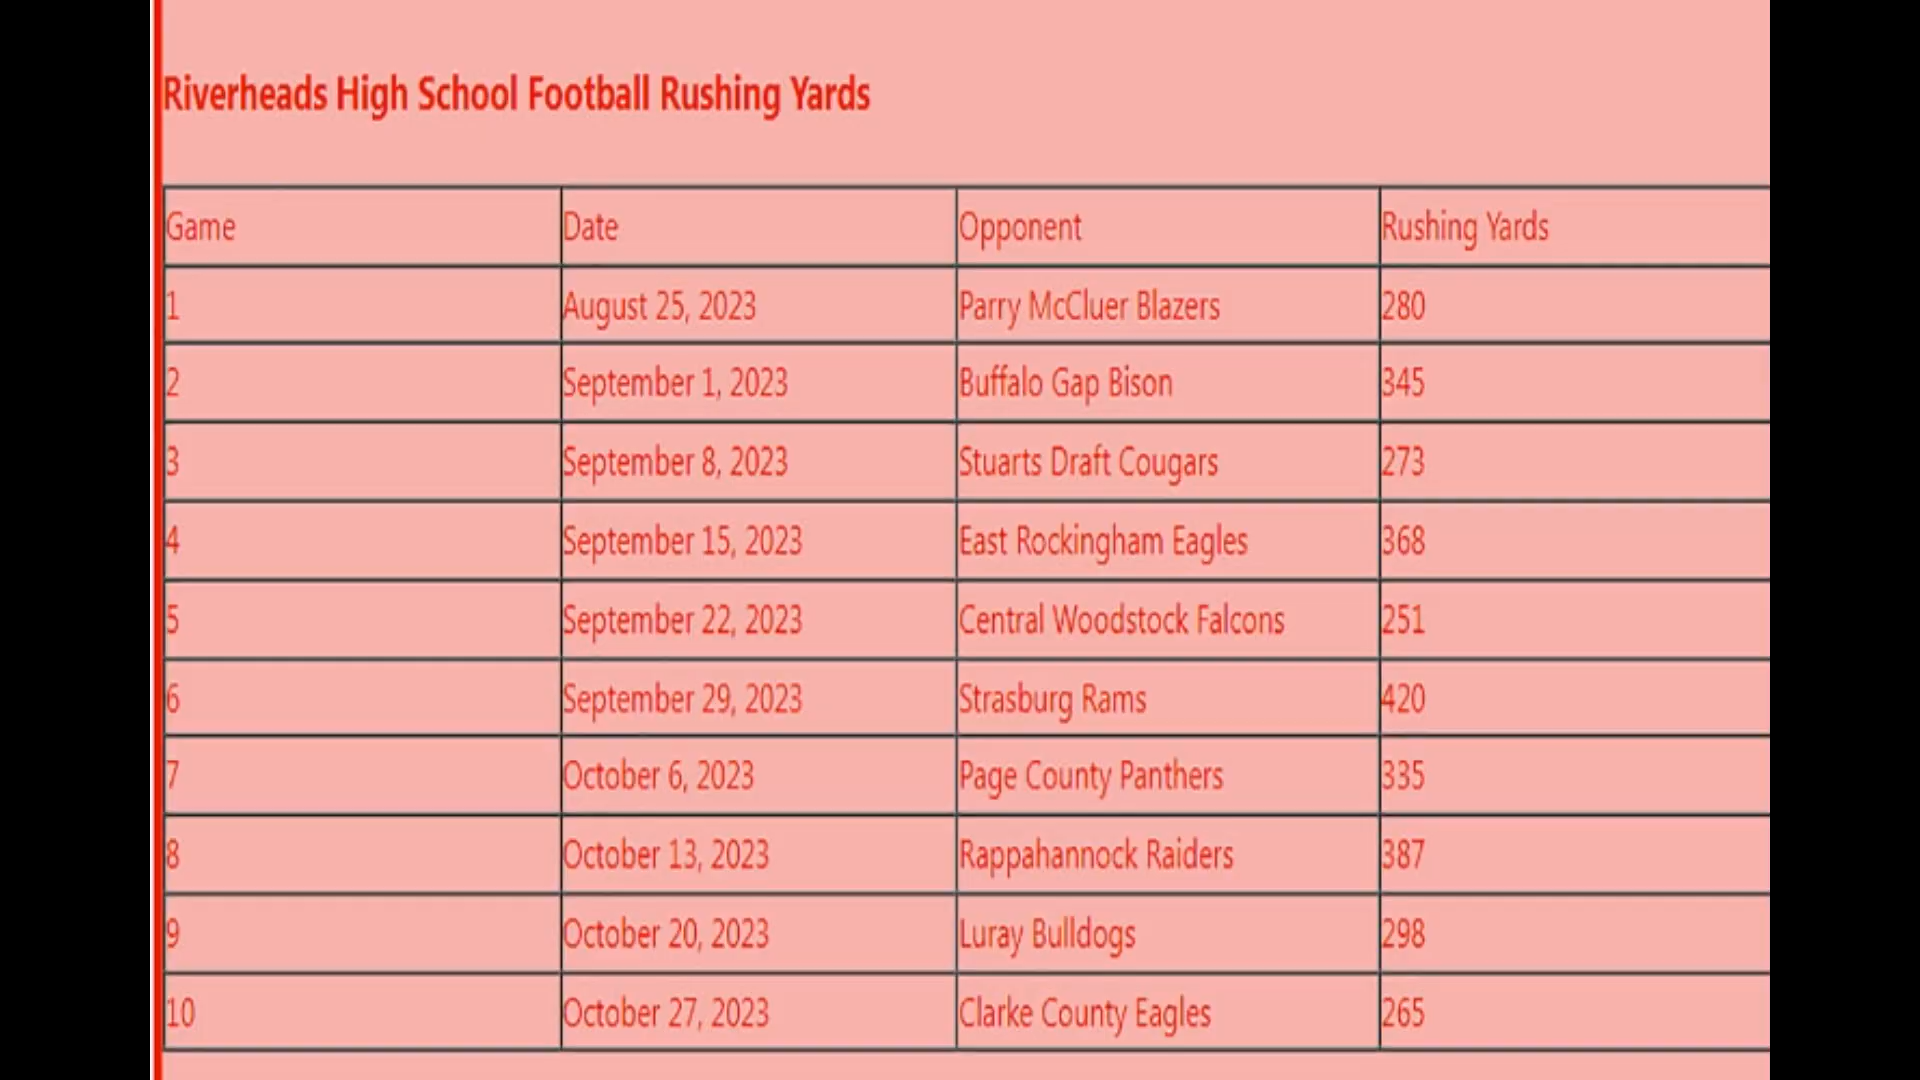 Riverheads High School Football Rushing Yards
Game Date Opponent Rushing Yards
1 August 25, 2023 Parry McCluer Blazers 280
2 September 1, 2023 Buffalo Gap Bison 345
3 September 8, 2023 Stuarts Draft Cougars 273
4 September 15, 2023 East Rockingham Eagles 368
5 September 22, 2023 Central Woodstock Falcons 251
6 September 29, 2023 Strasburg Rams 420
7 October 6, 2023 Page County Panthers 335
8 October 13, 2023 Rappahannock Raiders 387
9 October 20, 2023 Luray Bulldogs 298
10 October 27, 2023 Clarke County Eagles 265